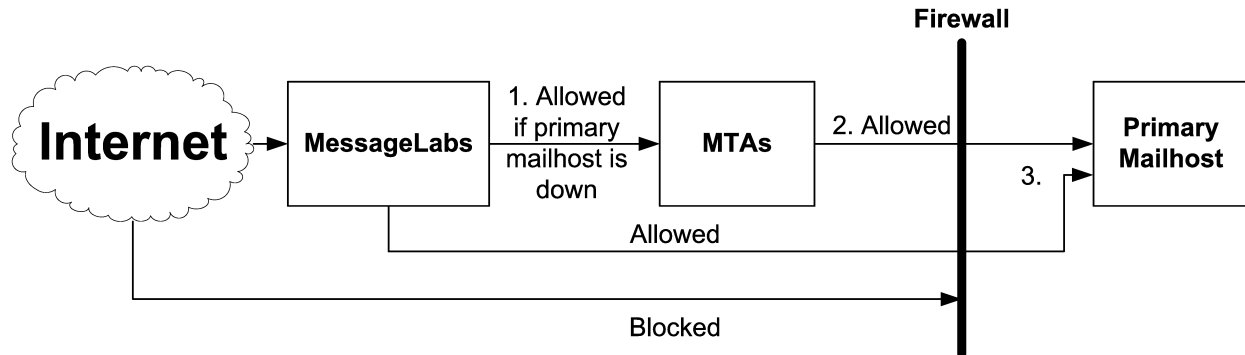 Firewall
Internet
MessageLabs
1. Allowed
if primary
mailhost is
down
MTAs
2. Allowed
Primary
Mailhost
3.
Allowed
Blocked